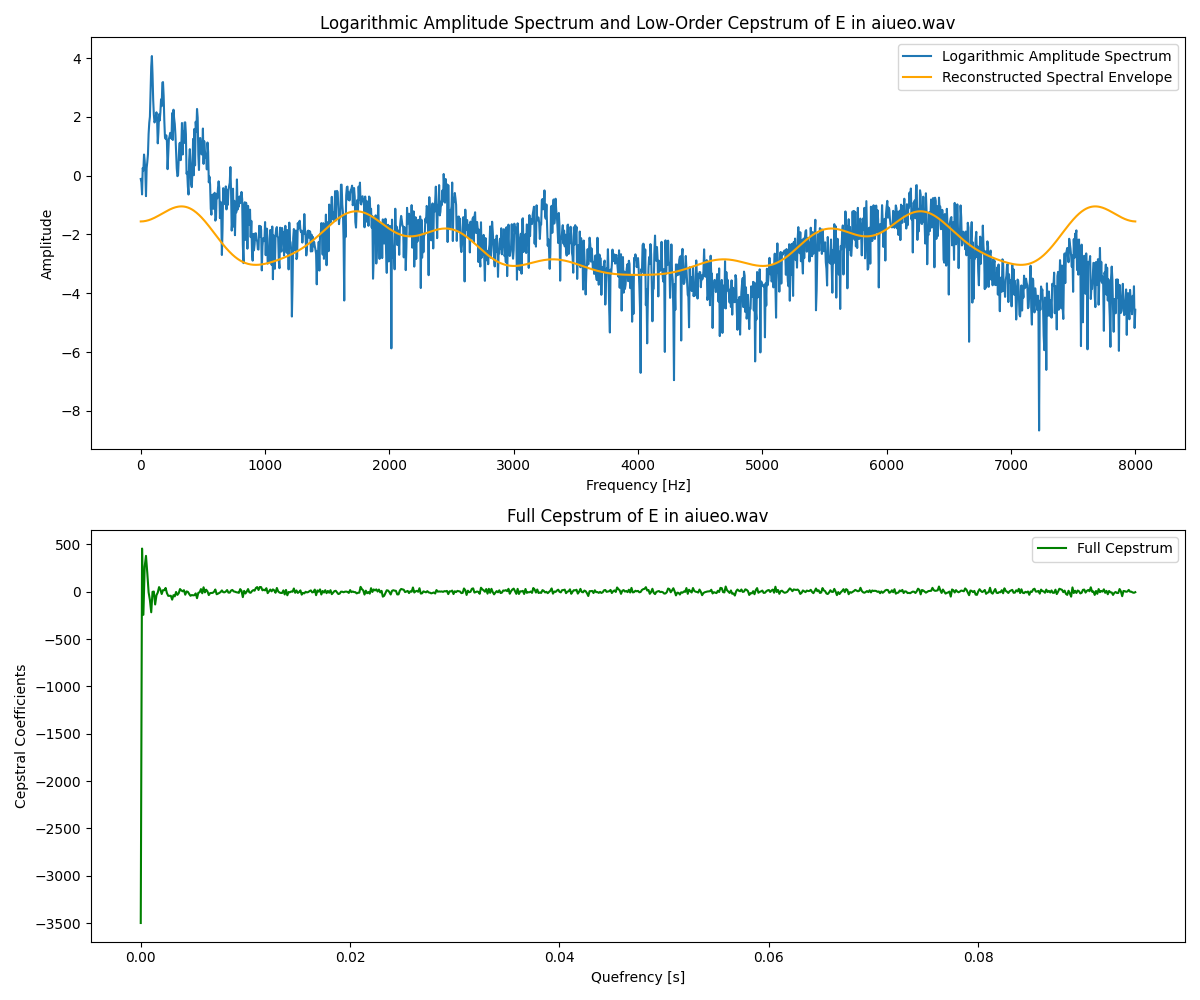 Logarithmic Amplitude Spectrum and Low-Order Cepstrum of E in aiueo.wav
Logarithmic Amplitude Spectrum
Reconstructed Spectral Envelope
4
2
0
−2
−4
−6
−8
Amplitude
0 1000 2000 3000 4000 5000 6000 7000 8000
Frequency [Hz]
Full Cepstrum of E in aiueo.wav
Full Cepstrum
500
0
−500
−1000
−1500
−2000
−2500
−3000
−3500
Cepstral Coefficients
0.00 0.02 0.04 0.06 0.08
Quefrency [s]